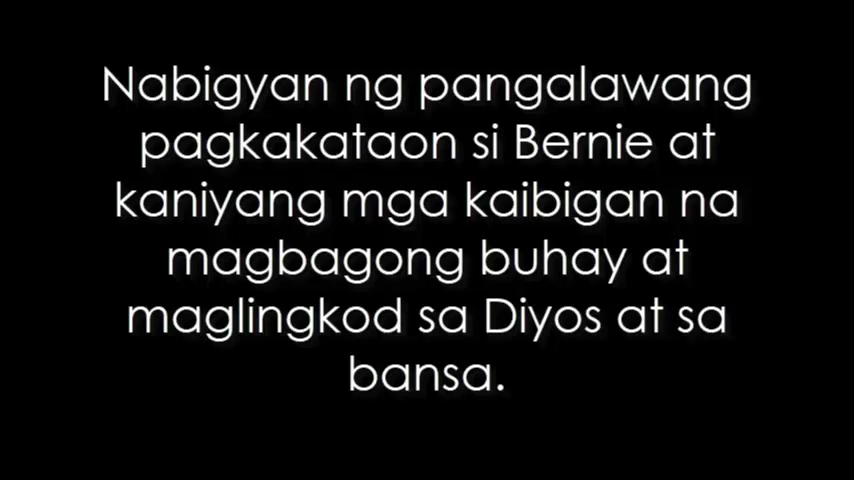 Nabigyan ng pangalawang
pagkakataon si Bernie at
kaniyang mga kaibigan na
magbagong buhay at
maglingkod sa Diyos at sa
bansa.